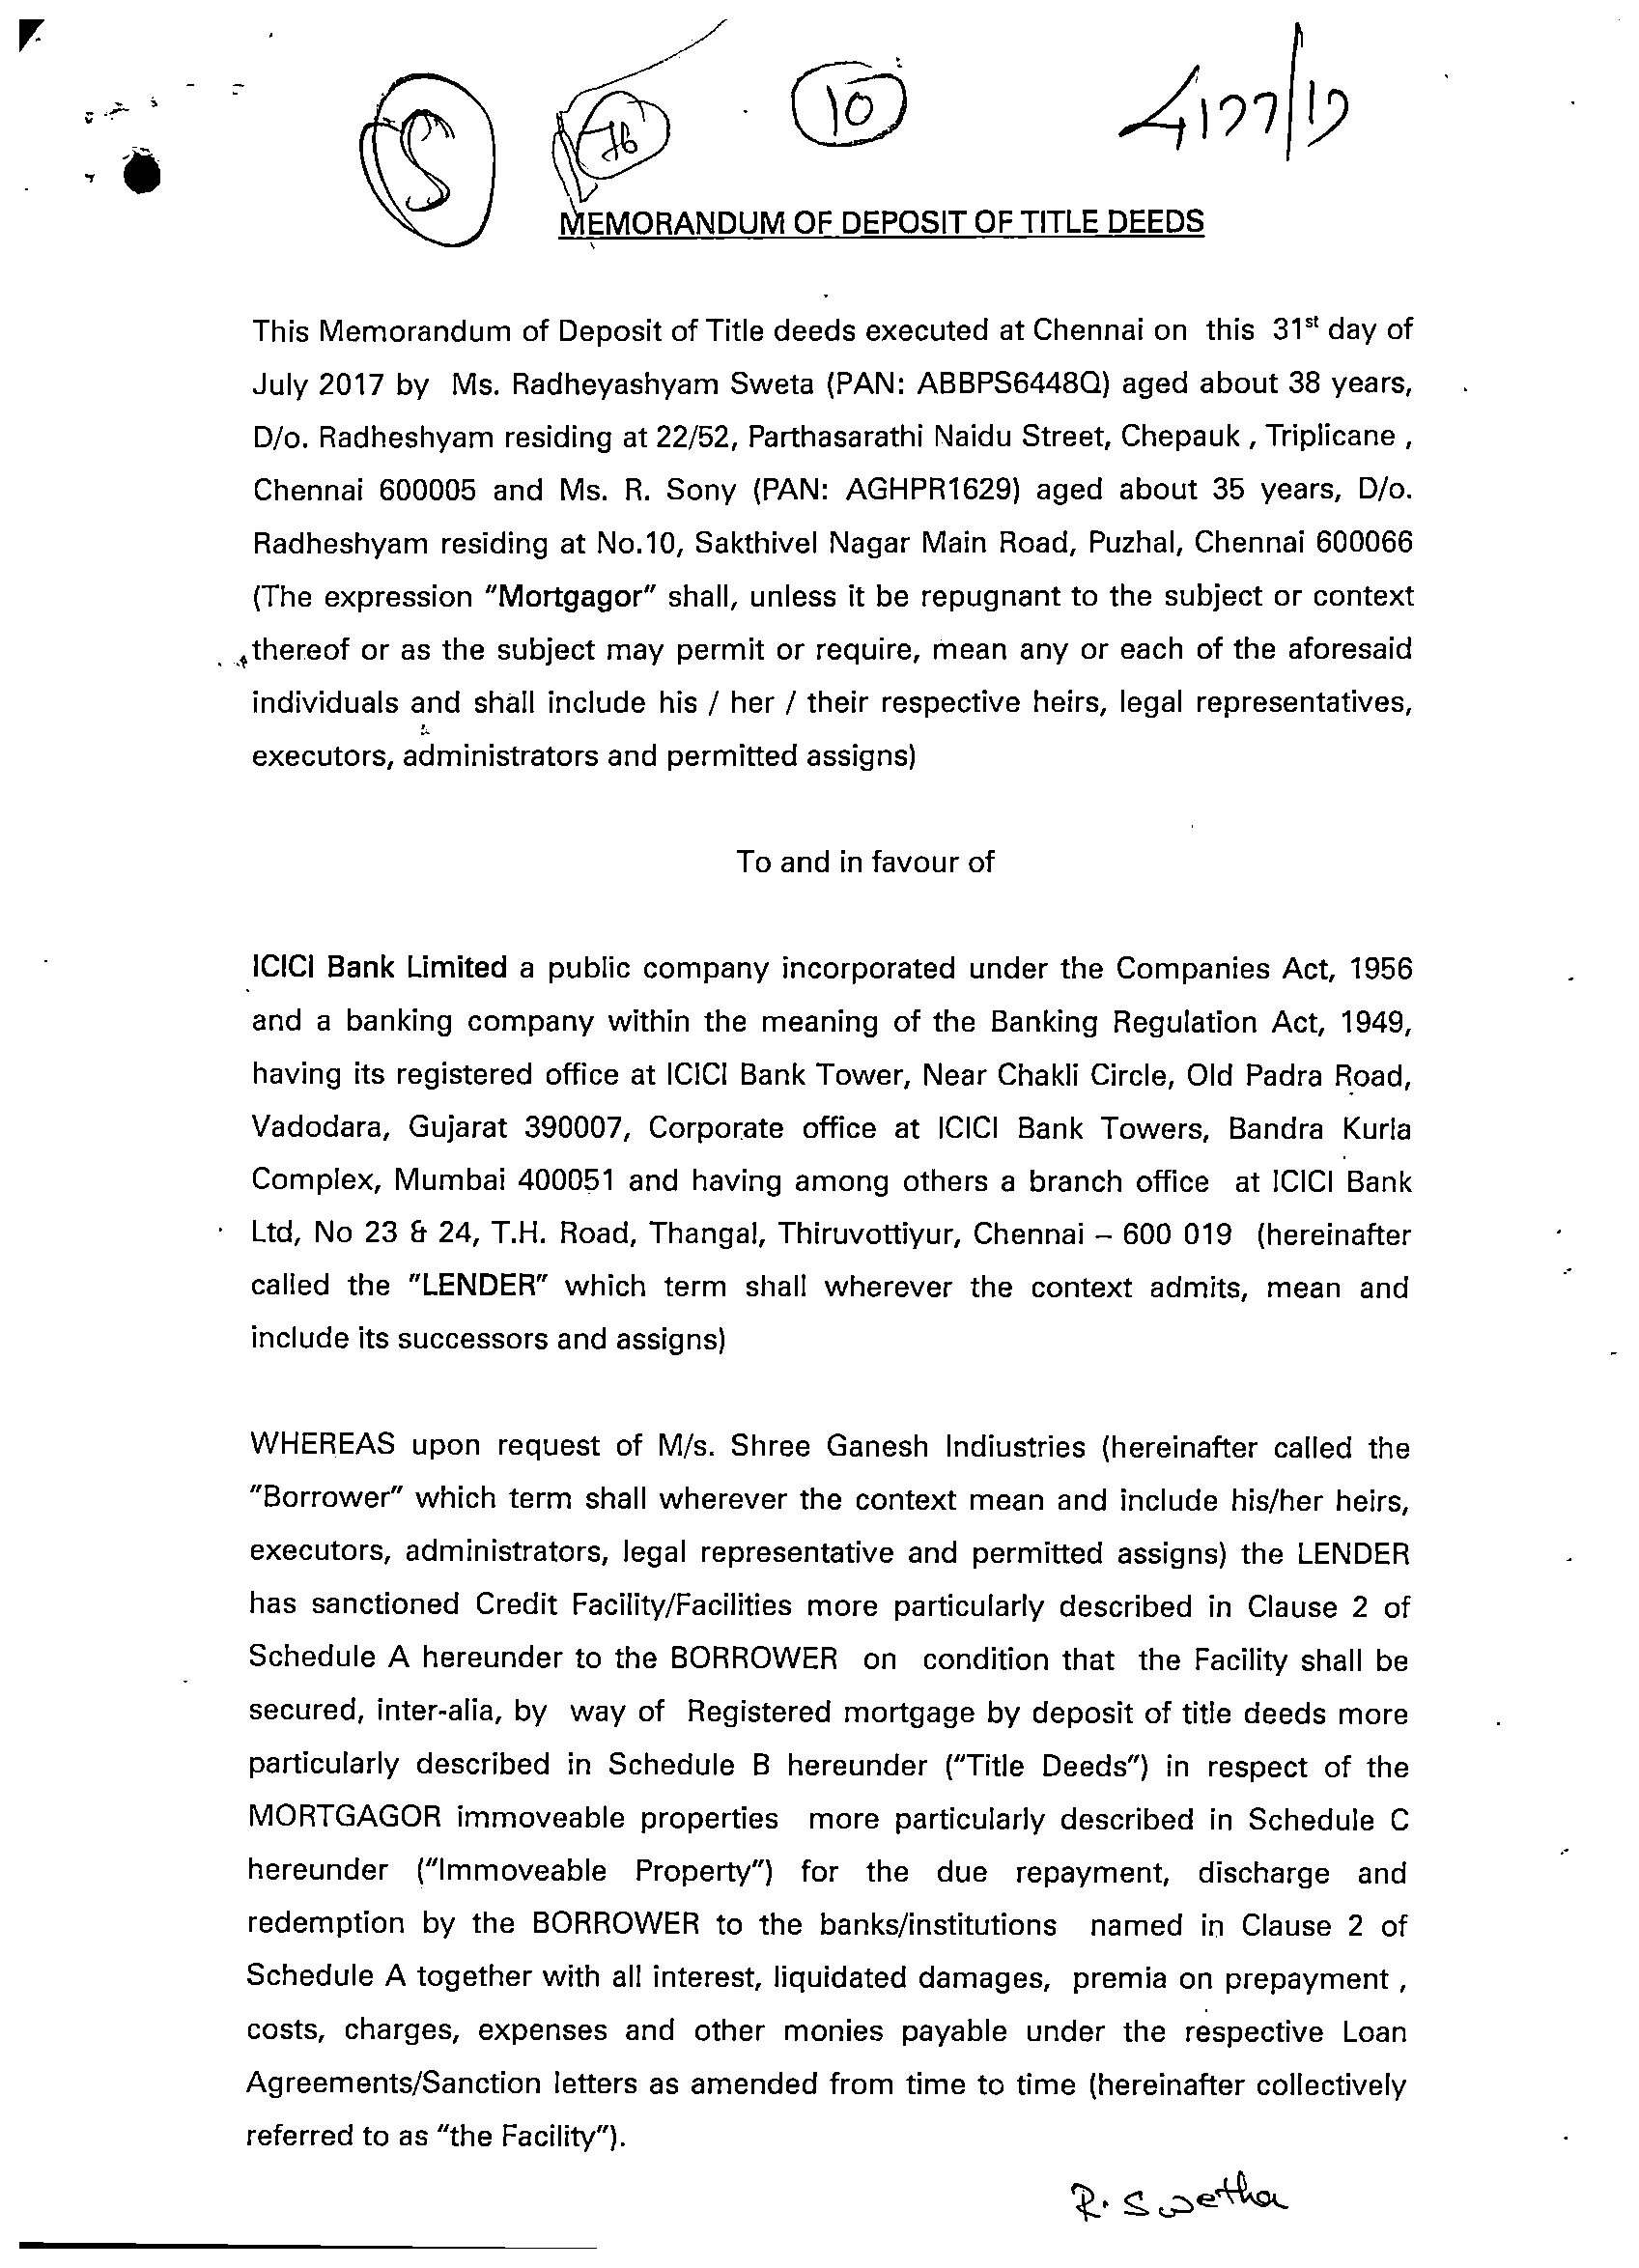 S 76 10 4177/17
MEMORANDUM OF DEPOSIT OF TITLE DEEDS
This Memorandum of Deposit of Title deeds executed at Chennai on this 31st day of
July 2017 by Ms. Radheyashyam Sweta (PAN: ABBPS6448Q) aged about 38 years,
D/o. Radheshyam residing at 22/52, Parthasarathi Naidu Street, Chepauk , Triplicane ,
Chennai 600005 and Ms. R. Sony (PAN: AGHPR1629) aged about 35 years, D/o.
Radheshyam residing at No.10, Sakthivel Nagar Main Road, Puzhal, Chennai 600066
(The expression "Mortgagor" shall, unless it be repugnant to the subject or context
thereof or as the subject may permit or require, mean any or each of the aforesaid
individuals and shall include his / her / their respective heirs, legal representatives,
executors, administrators and permitted assigns)
To and in favour of
ICICI Bank Limited a public company incorporated under the Companies Act, 1956
and a banking company within the meaning of the Banking Regulation Act, 1949,
having its registered office at ICICI Bank Tower, Near Chakli Circle, Old Padra Road,
Vadodara, Gujarat 390007, Corporate office at ICICI Bank Towers, Bandra Kurla
Complex, Mumbai 400051 and having among others a branch office at ICICI Bank
Ltd, No 23 & 24, T.H. Road, Thangal, Thiruvottiyur, Chennai – 600 019 (hereinafter
called the "LENDER" which term shall wherever the context admits, mean and
include its successors and assigns)
WHEREAS upon request of M/s. Shree Ganesh Indiustries (hereinafter called the
"Borrower" which term shall wherever the context mean and include his/her heirs,
executors, administrators, legal representative and permitted assigns) the LENDER
has sanctioned Credit Facility/Facilities more particularly described in Clause 2 of
Schedule A hereunder to the BORROWER on condition that the Facility shall be
secured, inter-alia, by way of Registered mortgage by deposit of title deeds more
particularly described in Schedule B hereunder ("Title Deeds") in respect of the
MORTGAGOR immoveable properties more particularly described in Schedule C
hereunder ("Immoveable Property") for the due repayment, discharge and
redemption by the BORROWER to the banks/institutions named in Clause 2 of
Schedule A together with all interest, liquidated damages, premia on prepayment ,
costs, charges, expenses and other monies payable under the respective Loan
Agreements/Sanction letters as amended from time to time (hereinafter collectively
referred to as "the Facility").
R. Swetha